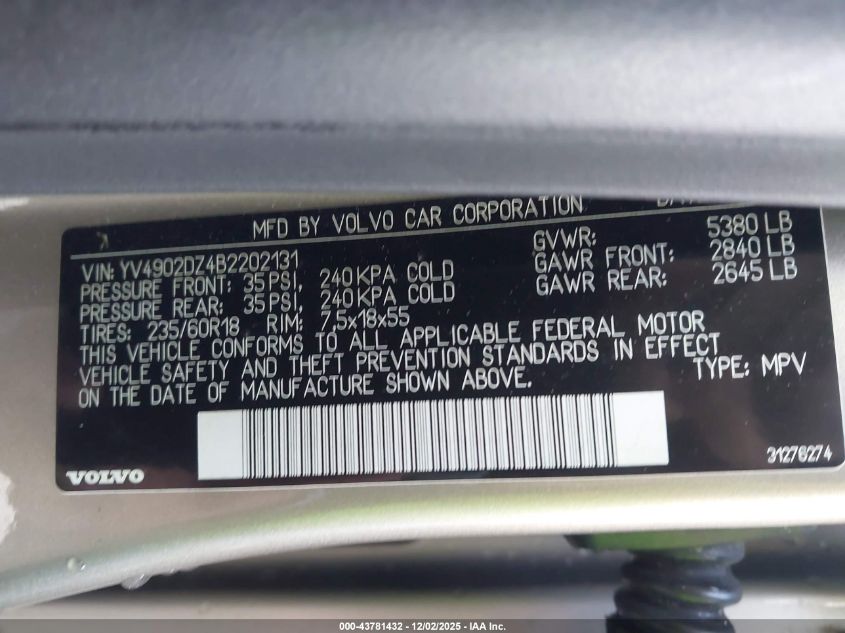 MFD BY VOLVO CAR CORPORATION
VIN: YV4902DZ4B2202131
PRESSURE FRONT: 35 PSI, 240 KPA COLD
PRESSURE REAR: 35 PSI, 240 KPA COLD
TIRES: 235/60R18 RIM: 7,5x18x55
GVWR: 5380 LB
GAWR FRONT: 2840 LB
GAWR REAR: 2645 LB
THIS VEHICLE CONFORMS TO ALL APPLICABLE FEDERAL MOTOR
VEHICLE SAFETY AND THEFT PREVENTION STANDARDS IN EFFECT
ON THE DATE OF MANUFACTURE SHOWN ABOVE.
TYPE: MPV
VOLVO
31276274
000-43781432 - 12/02/2025 - IAA Inc.